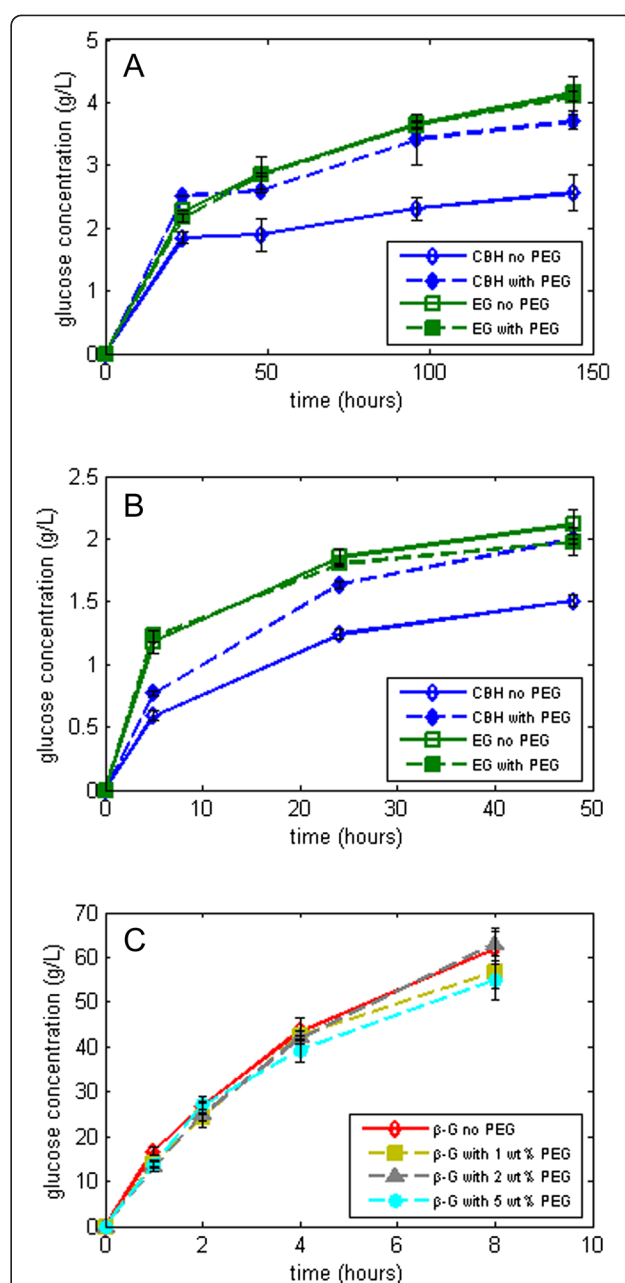 A
glucose concentration (g/L)
5
4
3
2
1
0
0 50 100 150
time (hours)
CBH no PEG
CBH with PEG
EG no PEG
EG with PEG
B
glucose concentration (g/L)
2.5
2
1.5
1
0.5
0
0 10 20 30 40 50
time (hours)
CBH no PEG
CBH with PEG
EG no PEG
EG with PEG
C
glucose concentration (g/L)
70
60
50
40
30
20
10
0
0 2 4 6 8 10
time (hours)
β-G no PEG
β-G with 1 wt% PEG
β-G with 2 wt% PEG
β-G with 5 wt% PEG